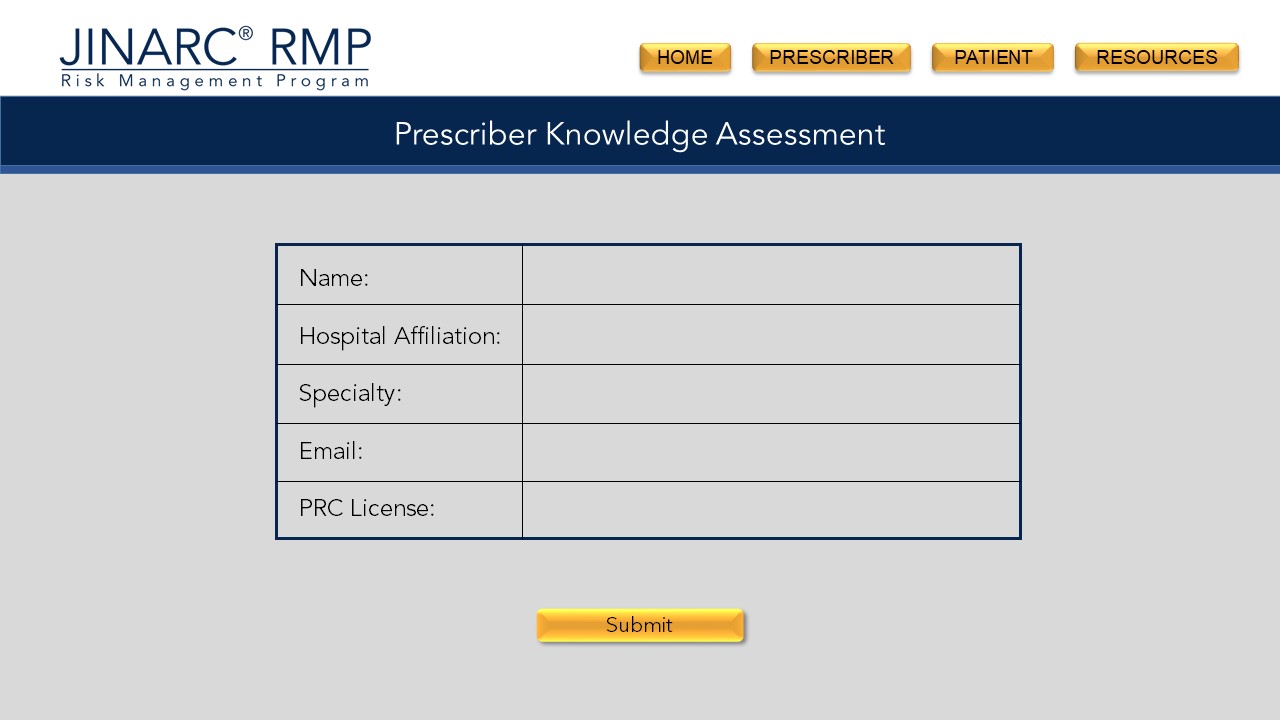 JINARC® RMP
Risk Management Program
HOME PRESCRIBER PATIENT RESOURCES
Prescriber Knowledge Assessment
Name:
Hospital Affiliation:
Specialty:
Email:
PRC License:
Submit